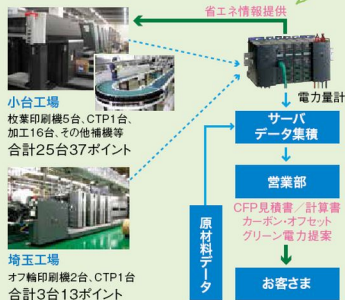 省エネ情報提供
小台工場
枚葉印刷機5台、CTP1台、
加工16台、その他補機等
合計25台37ポイント
埼玉工場
オフ輪印刷機2台、CTP1台
合計3台13ポイント
電力量計
サーバ
データ集積
営業部
CFP見積書／計算書
カーボン・オフセット
グリーン電力提案
原材料データ
お客さま